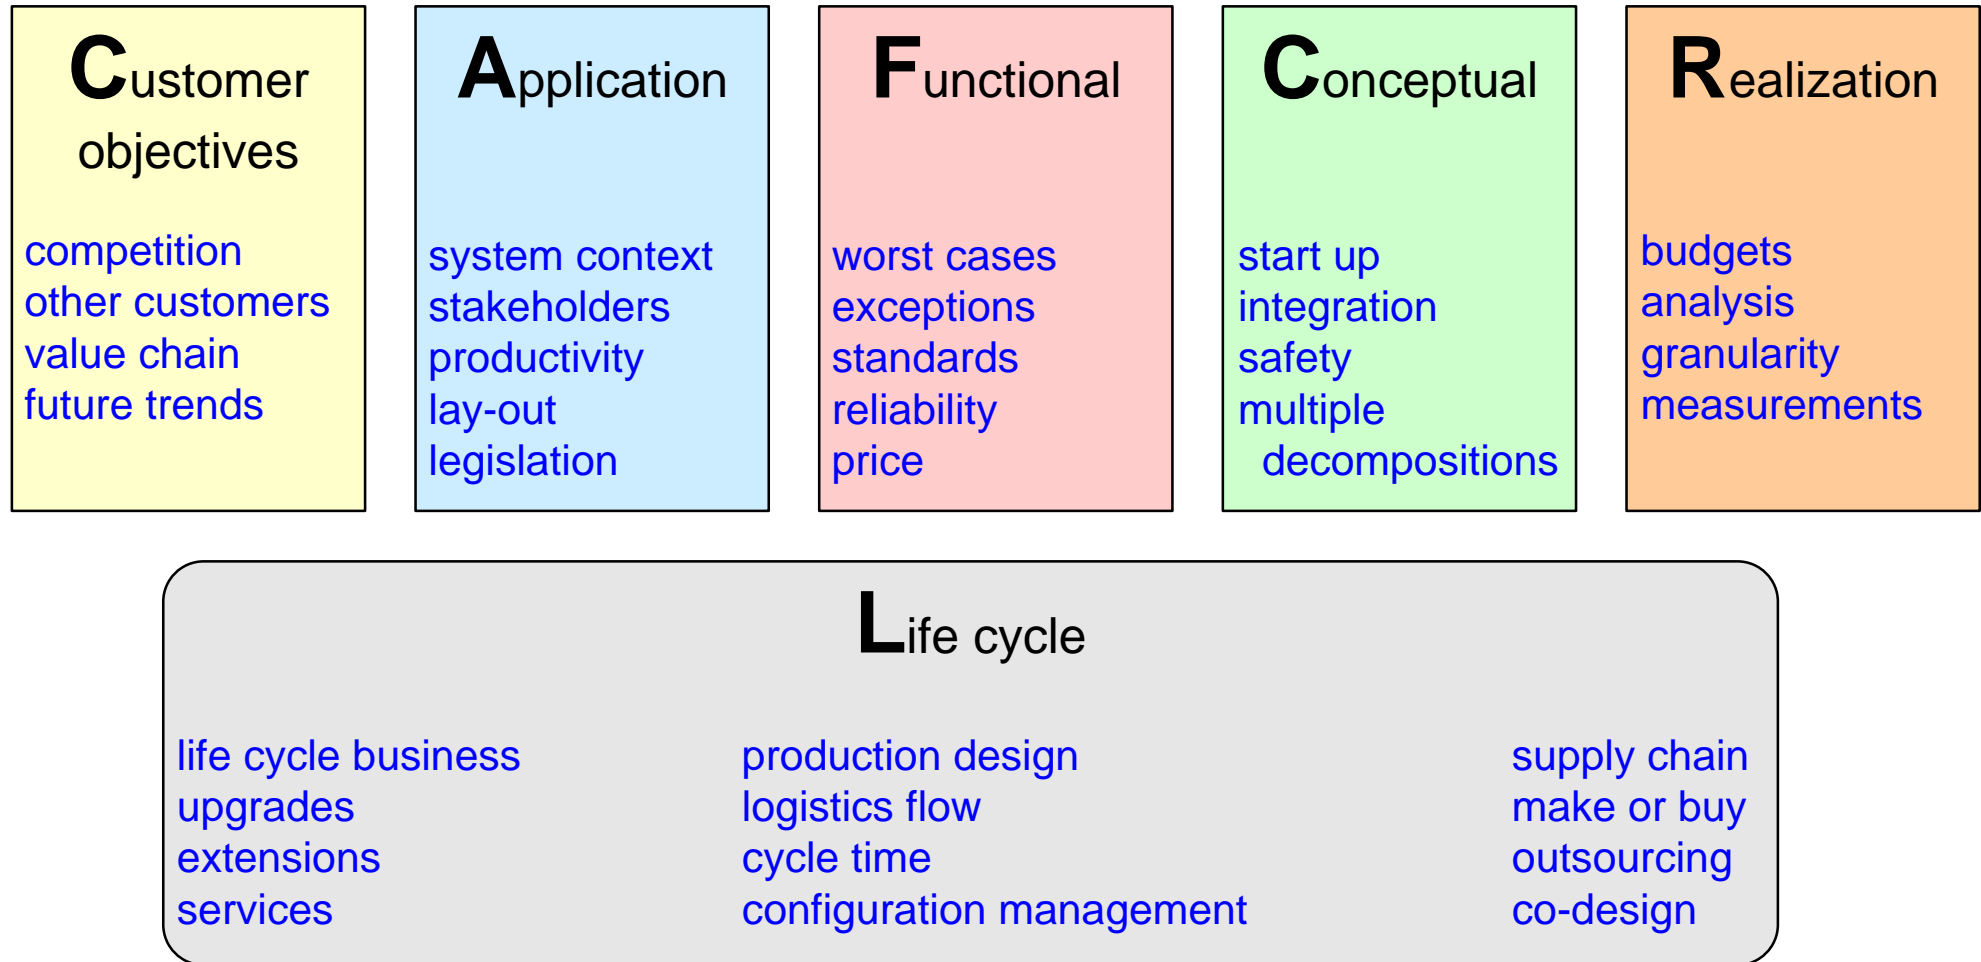 Customer
objectives
competition
other customers
value chain
future trends
Application
system context
stakeholders
productivity
lay-out
legislation
Functional
worst cases
exceptions
standards
reliability
price
Conceptual
start up
integration
safety
multiple
decompositions
Realization
budgets
analysis
granularity
measurements
Life cycle
life cycle business
upgrades
extensions
services
production design
logistics flow
cycle time
configuration management
supply chain
make or buy
outsourcing
co-design